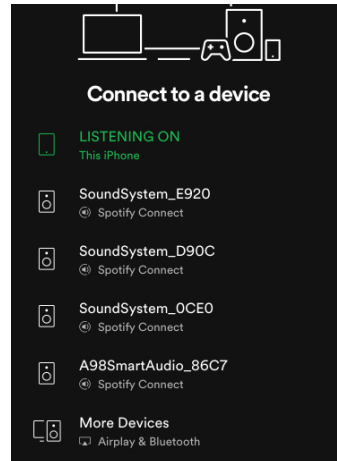 Connect to a device
LISTENING ON
This iPhone
SoundSystem_E920
Spotify Connect
SoundSystem_D90C
Spotify Connect
SoundSystem_0CE0
Spotify Connect
A98SmartAudio_86C7
Spotify Connect
More Devices
Airplay & Bluetooth